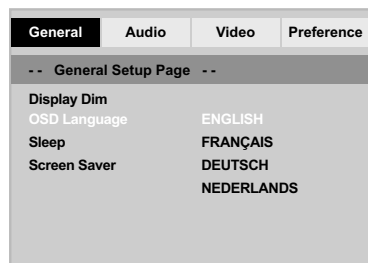 General Audio Video Preference
-- General Setup Page --
Display Dim
OSD Language ENGLISH
Sleep FRANÇAIS
Screen Saver DEUTSCH
NEDERLANDS